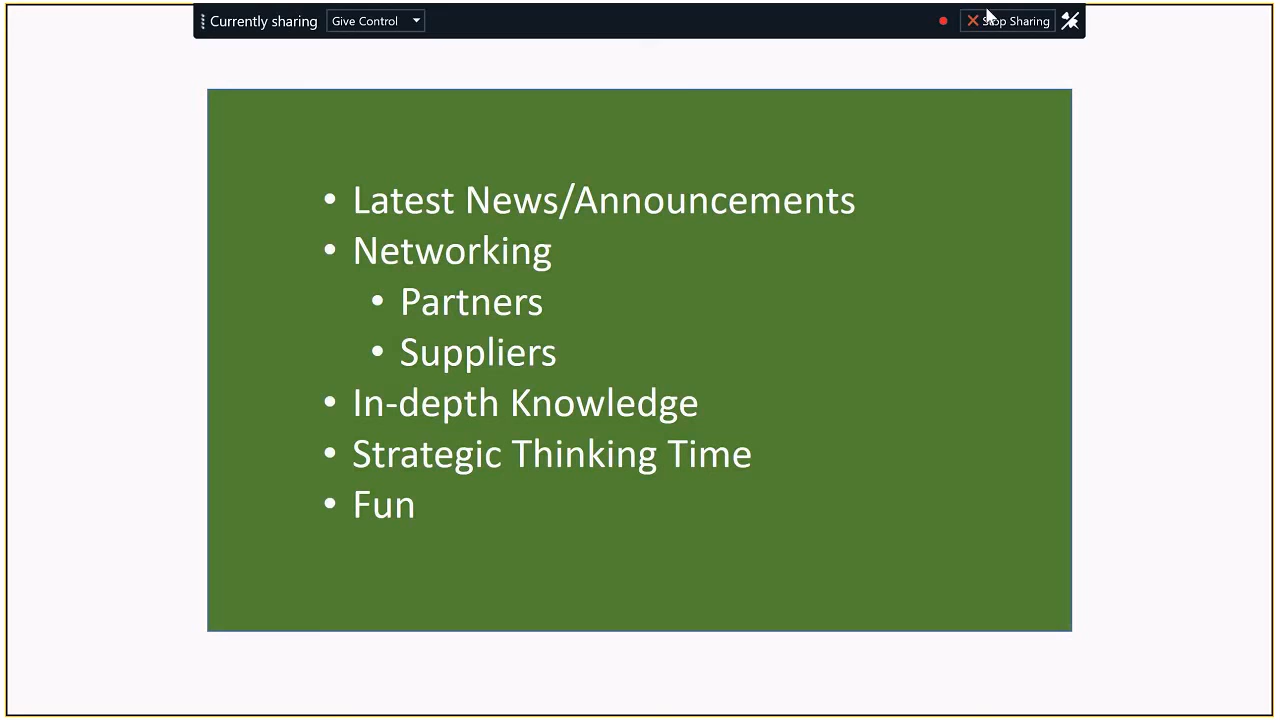 Currently sharing Give Control Stop Sharing
• Latest News/Announcements
• Networking
• Partners
• Suppliers
• In-depth Knowledge
• Strategic Thinking Time
• Fun